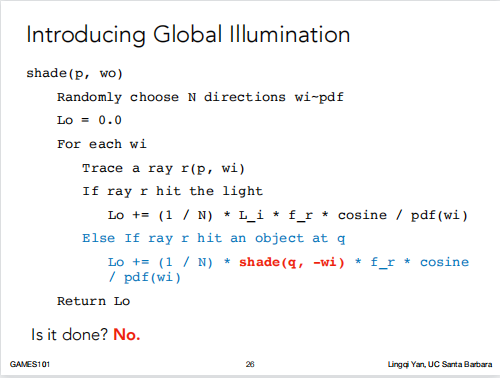 Introducing Global Illumination
shade(p, wo)
Randomly choose N directions wi~pdf
Lo = 0.0
For each wi
Trace a ray r(p, wi)
If ray r hit the light
Lo += (1 / N) * L_i * f_r * cosine / pdf(wi)
Else If ray r hit an object at q
Lo += (1 / N) * shade(q, -wi) * f_r * cosine
/ pdf(wi)
Return Lo
Is it done? No.
GAMES101 26 Lingqi Yan, UC Santa Barbara